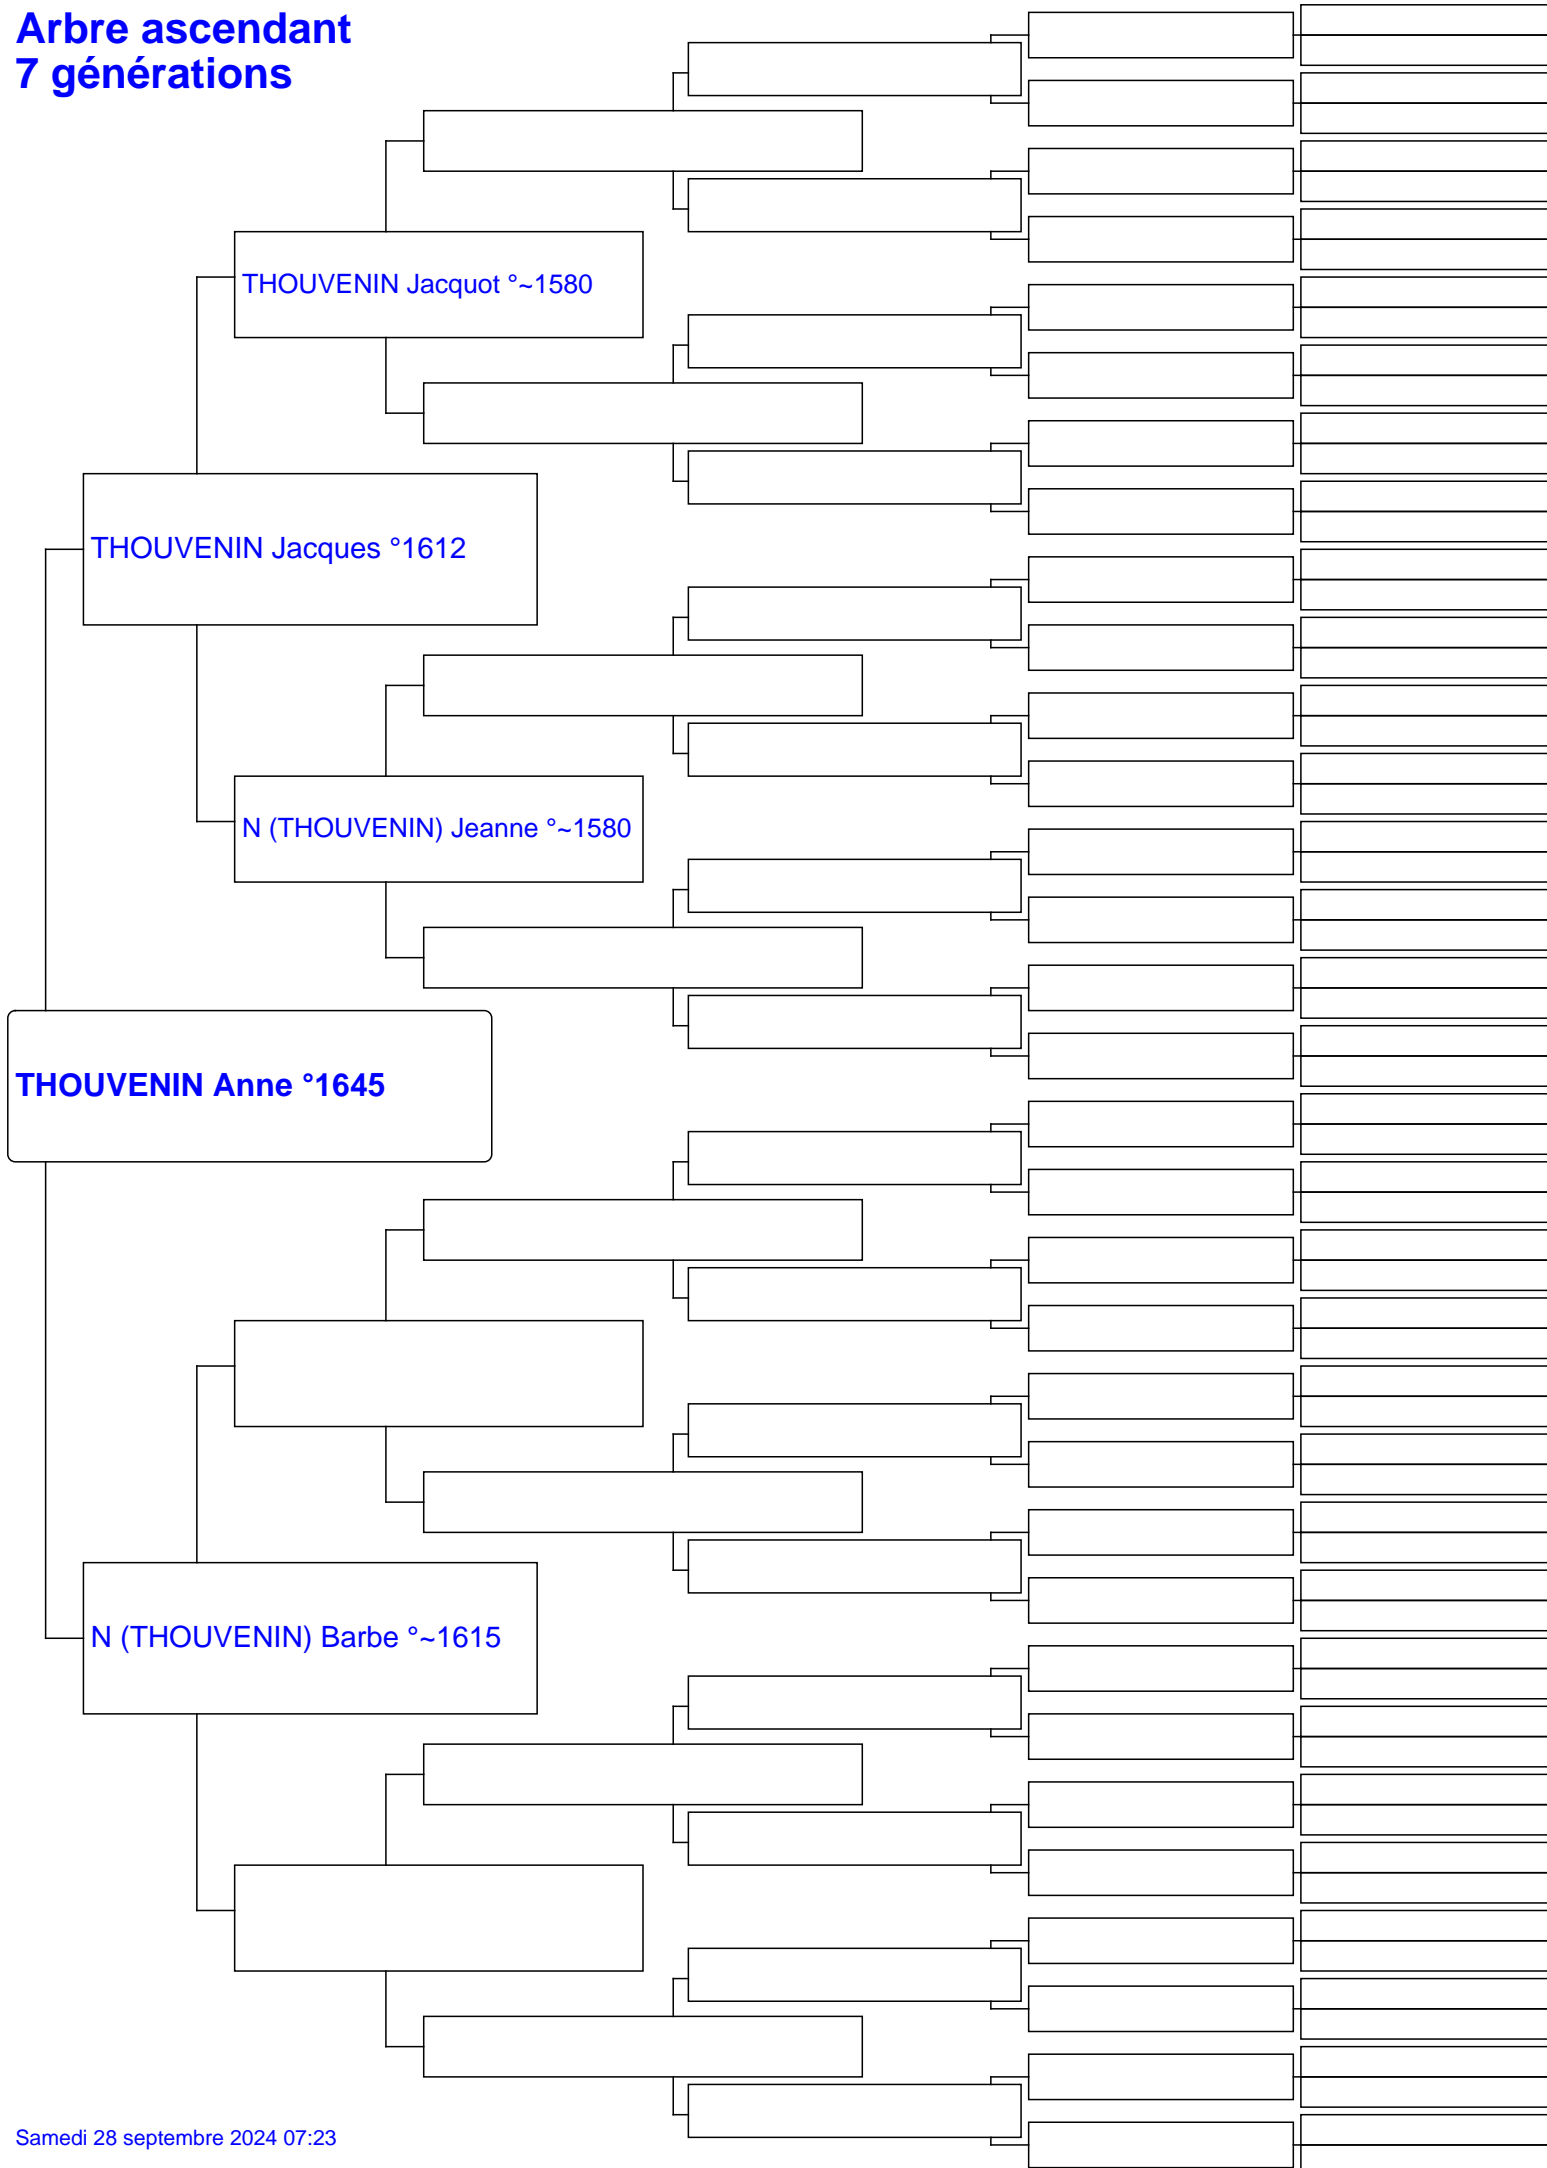 Arbre ascendant
7 générations
THOUVENIN Jacquot °~1580
THOUVENIN Jacques °1612
N (THOUVENIN) Jeanne °~1580
THOUVENIN Anne °1645
N (THOUVENIN) Barbe °~1615
Samedi 28 septembre 2024 07:23